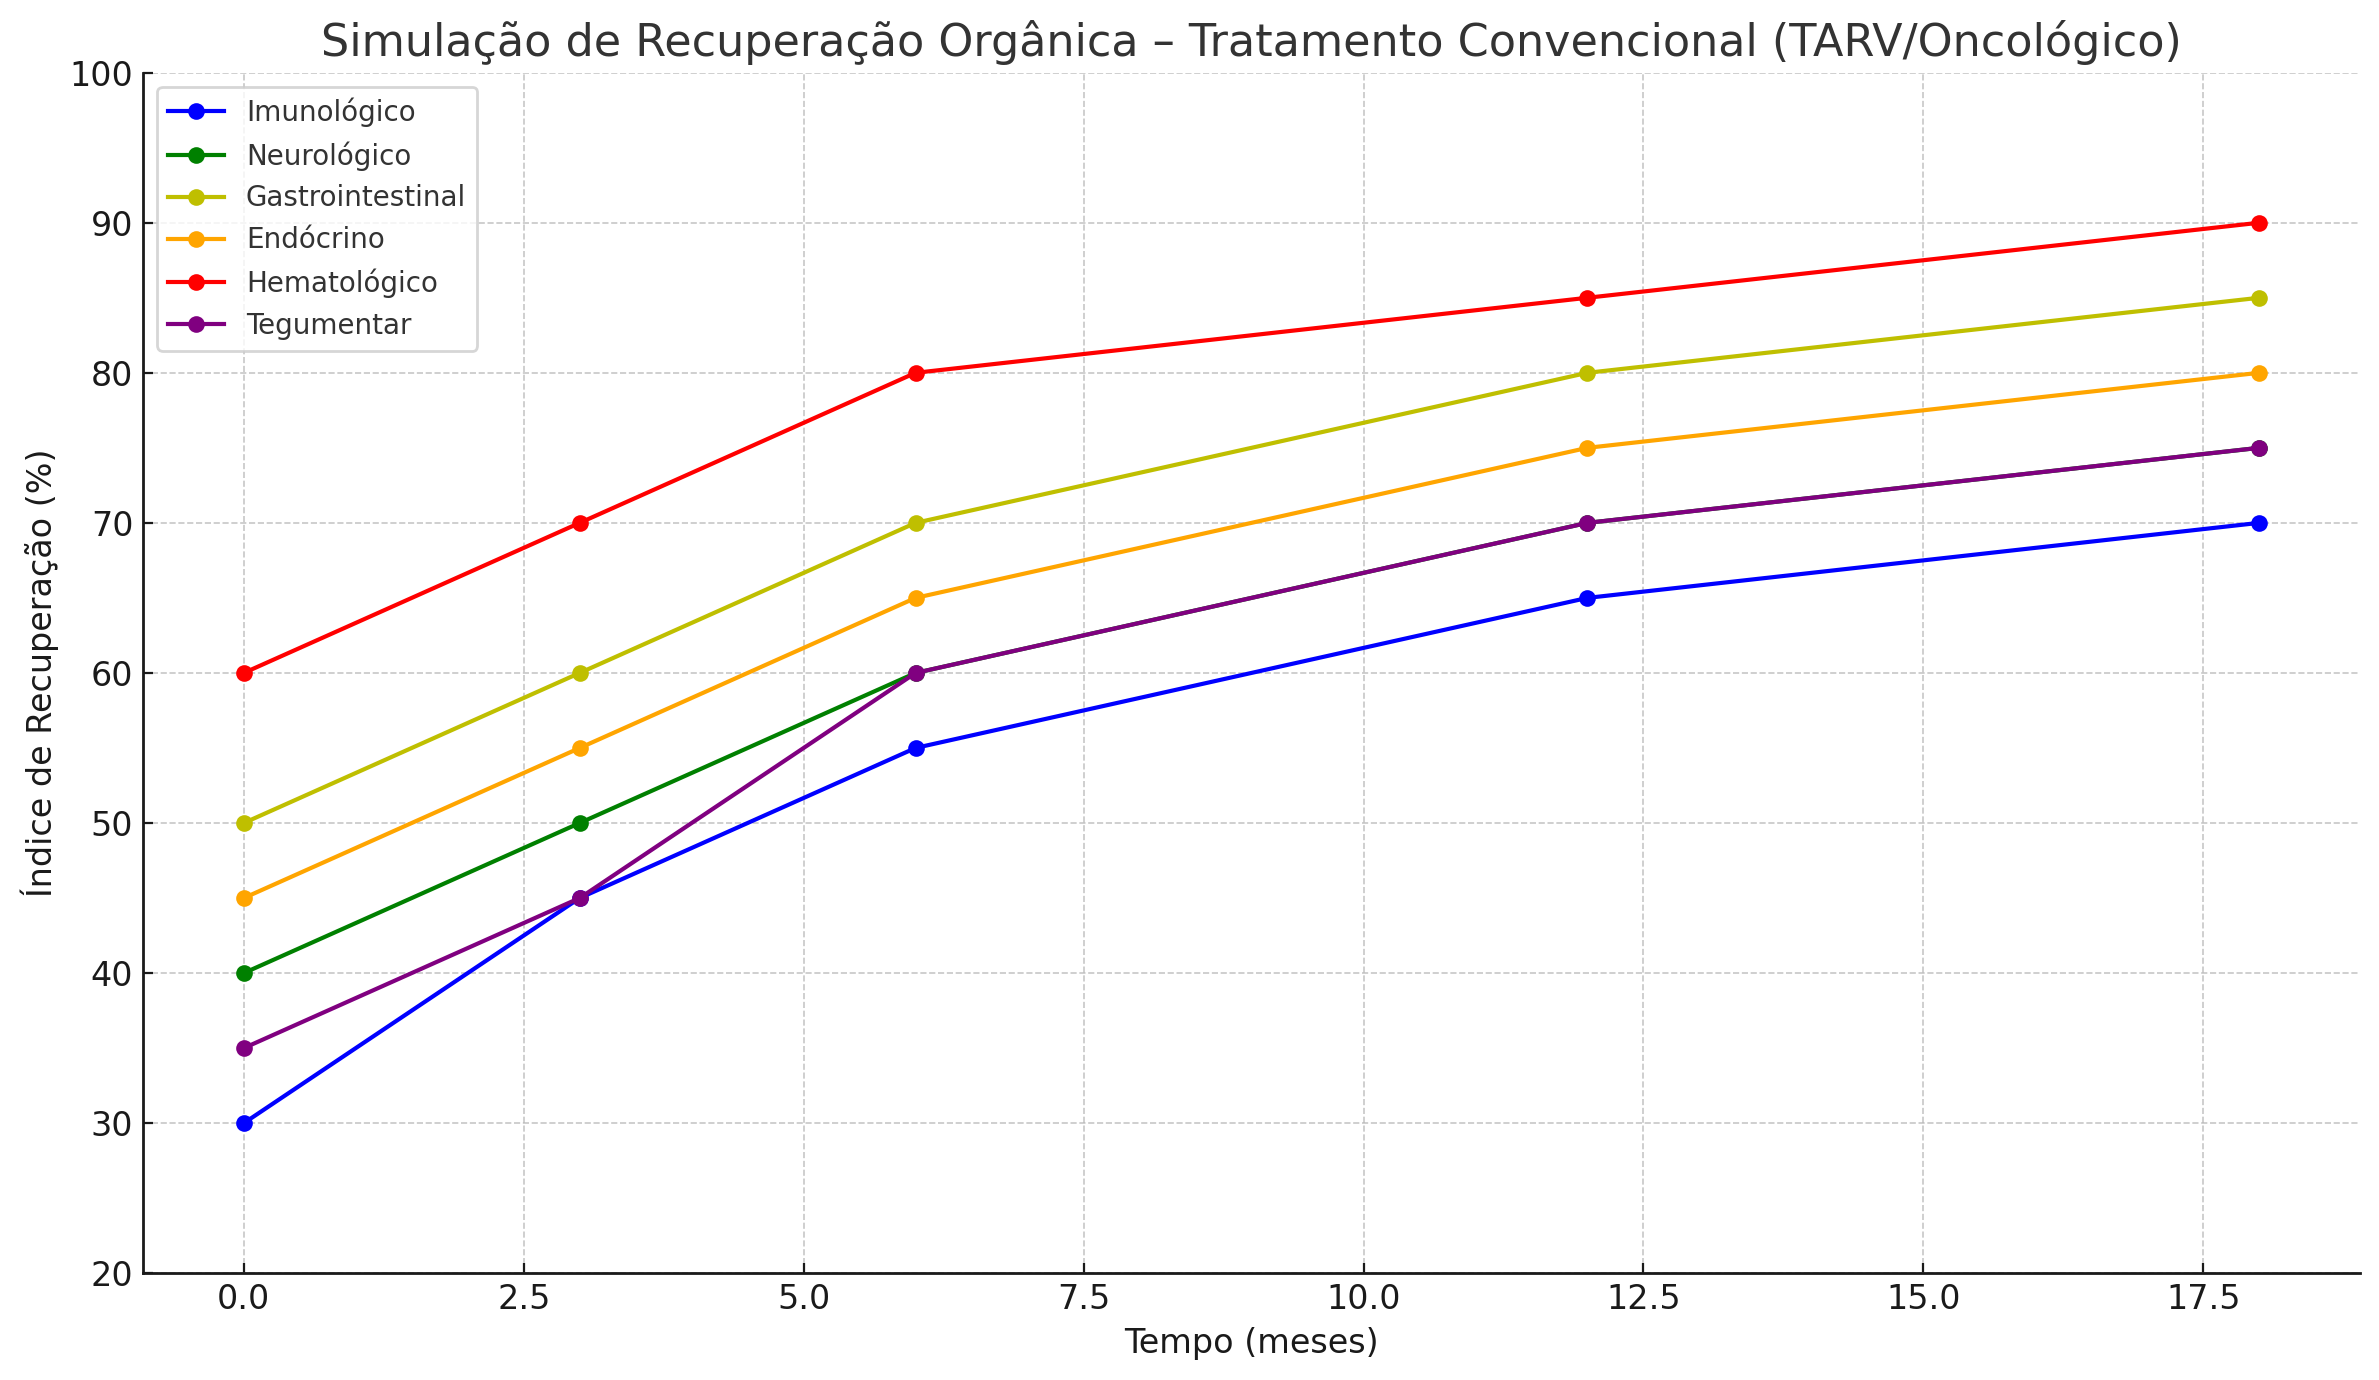 Simulação de Recuperação Orgânica – Tratamento Convencional (TARV/Oncológico)
Imunológico
Neurológico
Gastrointestinal
Endócrino
Hematológico
Tegumentar
Índice de Recuperação (%)
100
90
80
70
60
50
40
30
20
0.0 2.5 5.0 7.5 10.0 12.5 15.0 17.5
Tempo (meses)